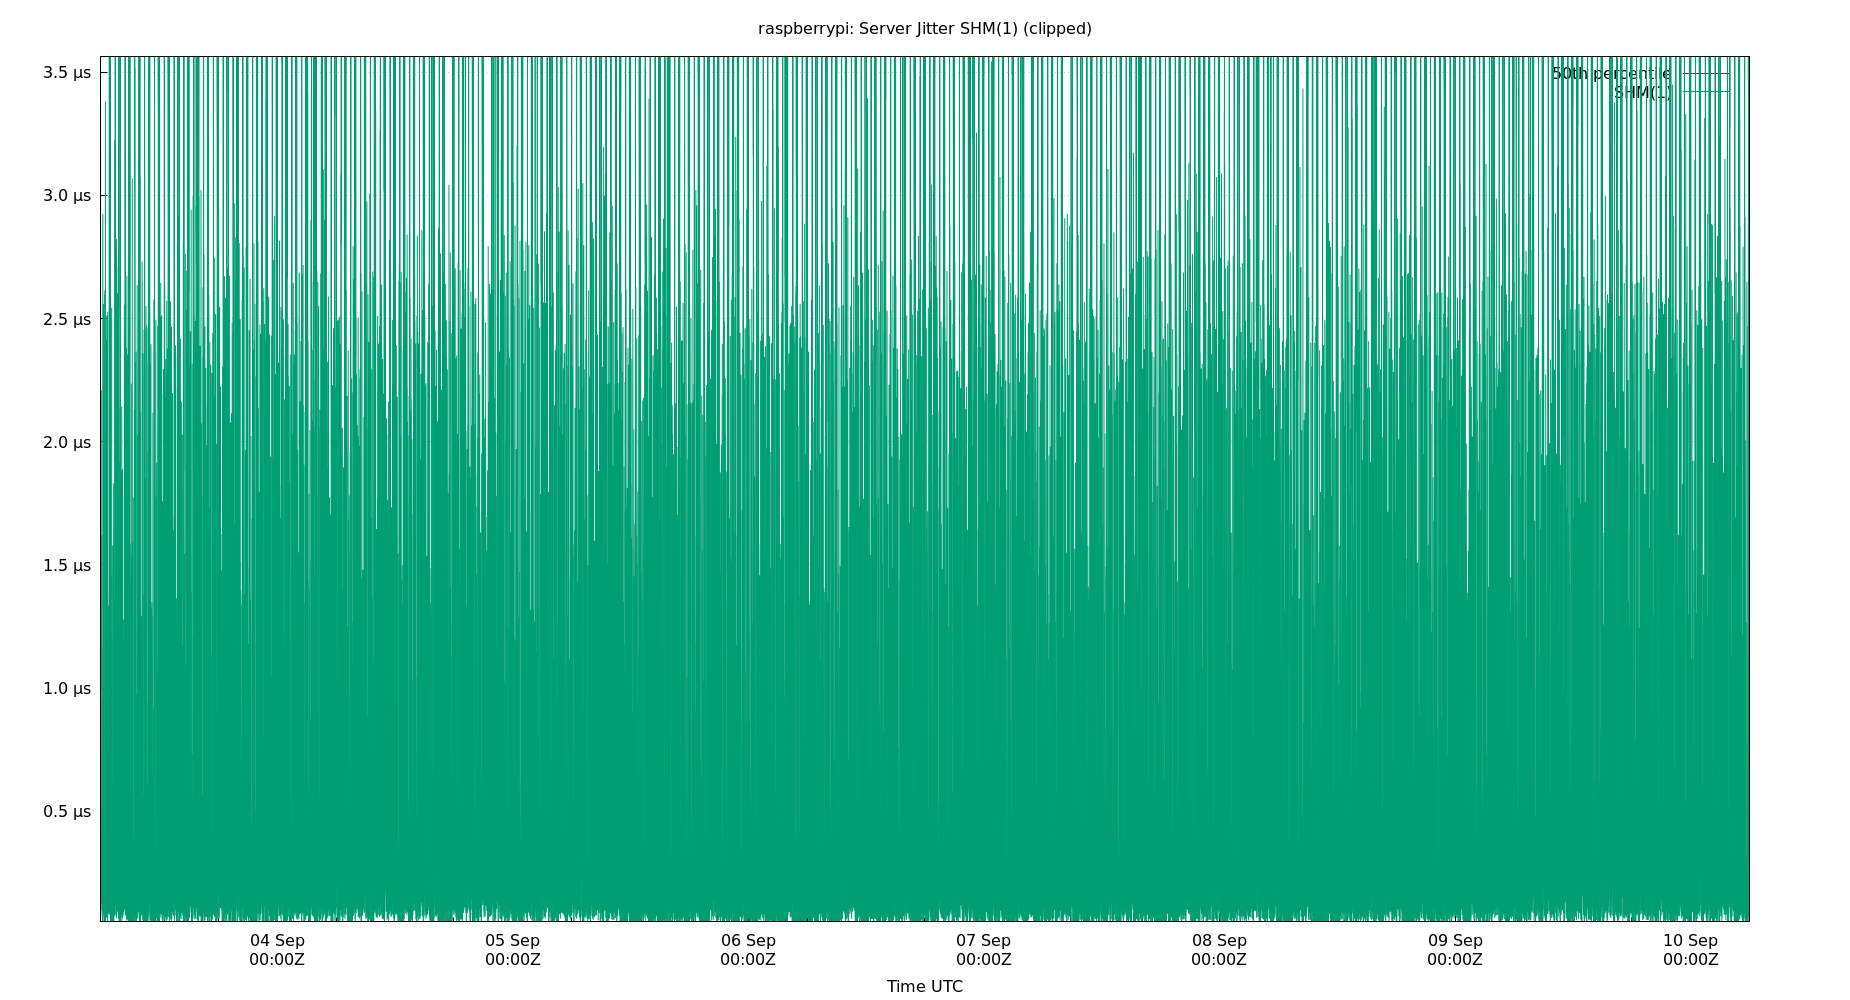 raspberrypi: Server Jitter SHM(1) (clipped)
3.5 µs
50th percentile
SHM(1)
3.0 µs
2.5 µs
2.0 µs
1.5 µs
1.0 µs
0.5 µs
04 Sep 05 Sep 06 Sep 07 Sep 08 Sep 09 Sep 10 Sep
00:00Z 00:00Z 00:00Z 00:00Z 00:00Z 00:00Z 00:00Z
Time UTC